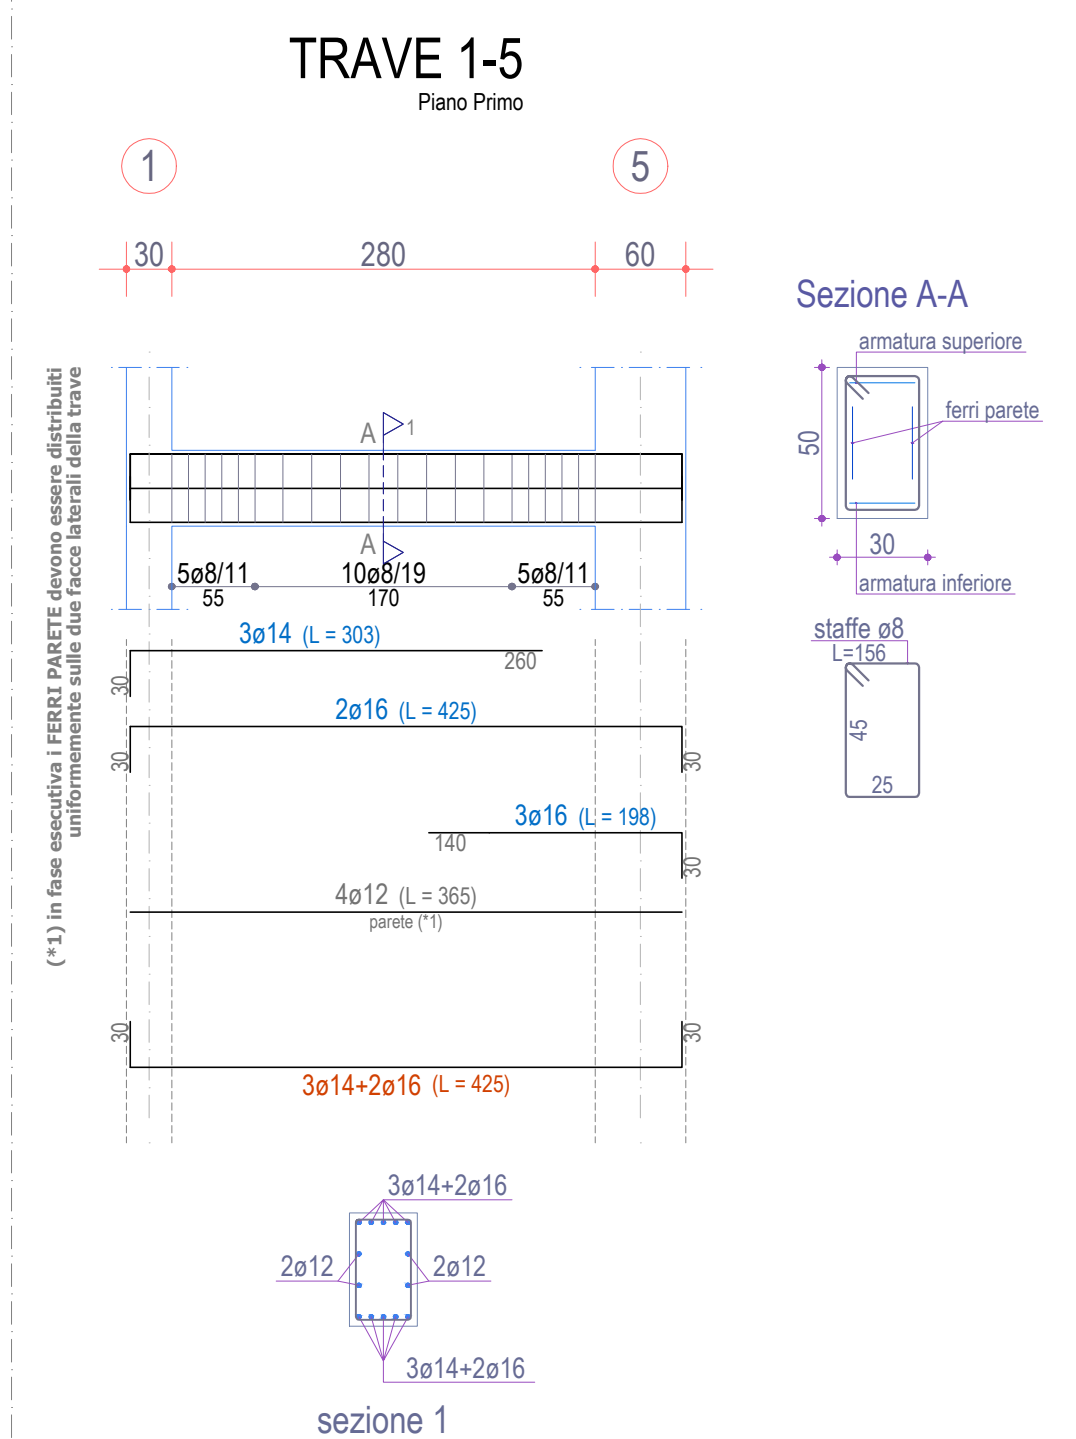 TRAVE 1-5
Piano Primo
1
5
30
280
60
Sezione A-A
armatura superiore
ferri parete
50
30
armatura inferiore
staffe ø8
L=156
45
25
(*1) in fase esecutiva i FERRI PARETE devono essere distribuiti
uniformemente sulle due facce laterali della trave
A
1
A
5ø8/11
10ø8/19
5ø8/11
55
170
55
3ø14 (L = 303)
260
30
2ø16 (L = 425)
30
30
3ø16 (L = 198)
140
30
4ø12 (L = 365)
parete (*1)
30
30
3ø14+2ø16 (L = 425)
3ø14+2ø16
2ø12
2ø12
3ø14+2ø16
sezione 1